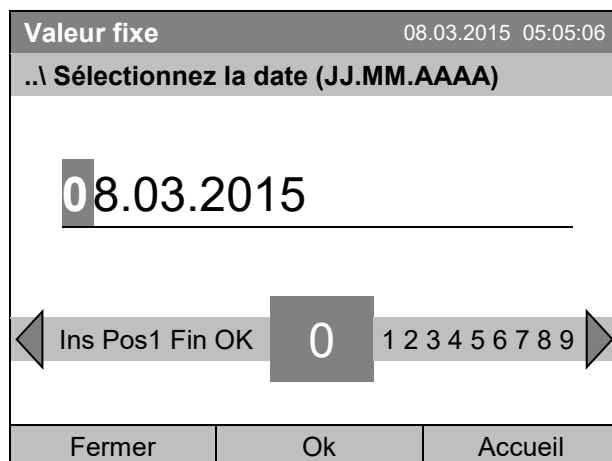 Valeur fixe 08.03.2015 05:05:06
..\ Sélectionnez la date (JJ.MM.AAAA)
08.03.2015
Ins Pos1 Fin OK 0 1 2 3 4 5 6 7 8 9
Fermer Ok Accueil